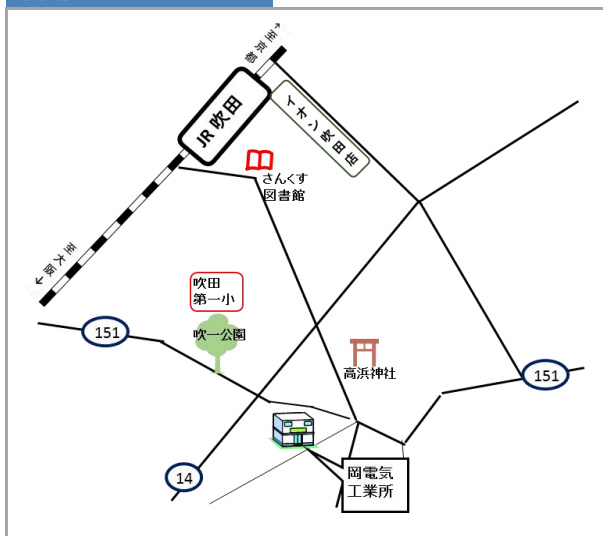 ↑至京都
JR 吹田
イオン吹田店
さんくす
図書館
至大阪↓
吹田
第一小
吹一公園
151
高浜神社
151
14
岡電気
工業所